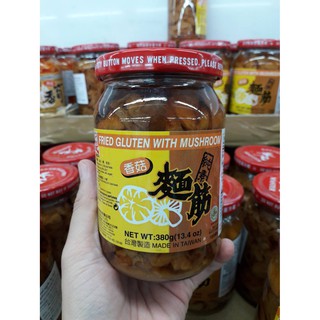 BUTTON MOVES WHEN PRESSED.
FRIED GLUTEN WITH MUSHROOM
香菇
麵筋
NET WT:380g(13.4 oz)
台灣製造 MADE IN TAIWAN